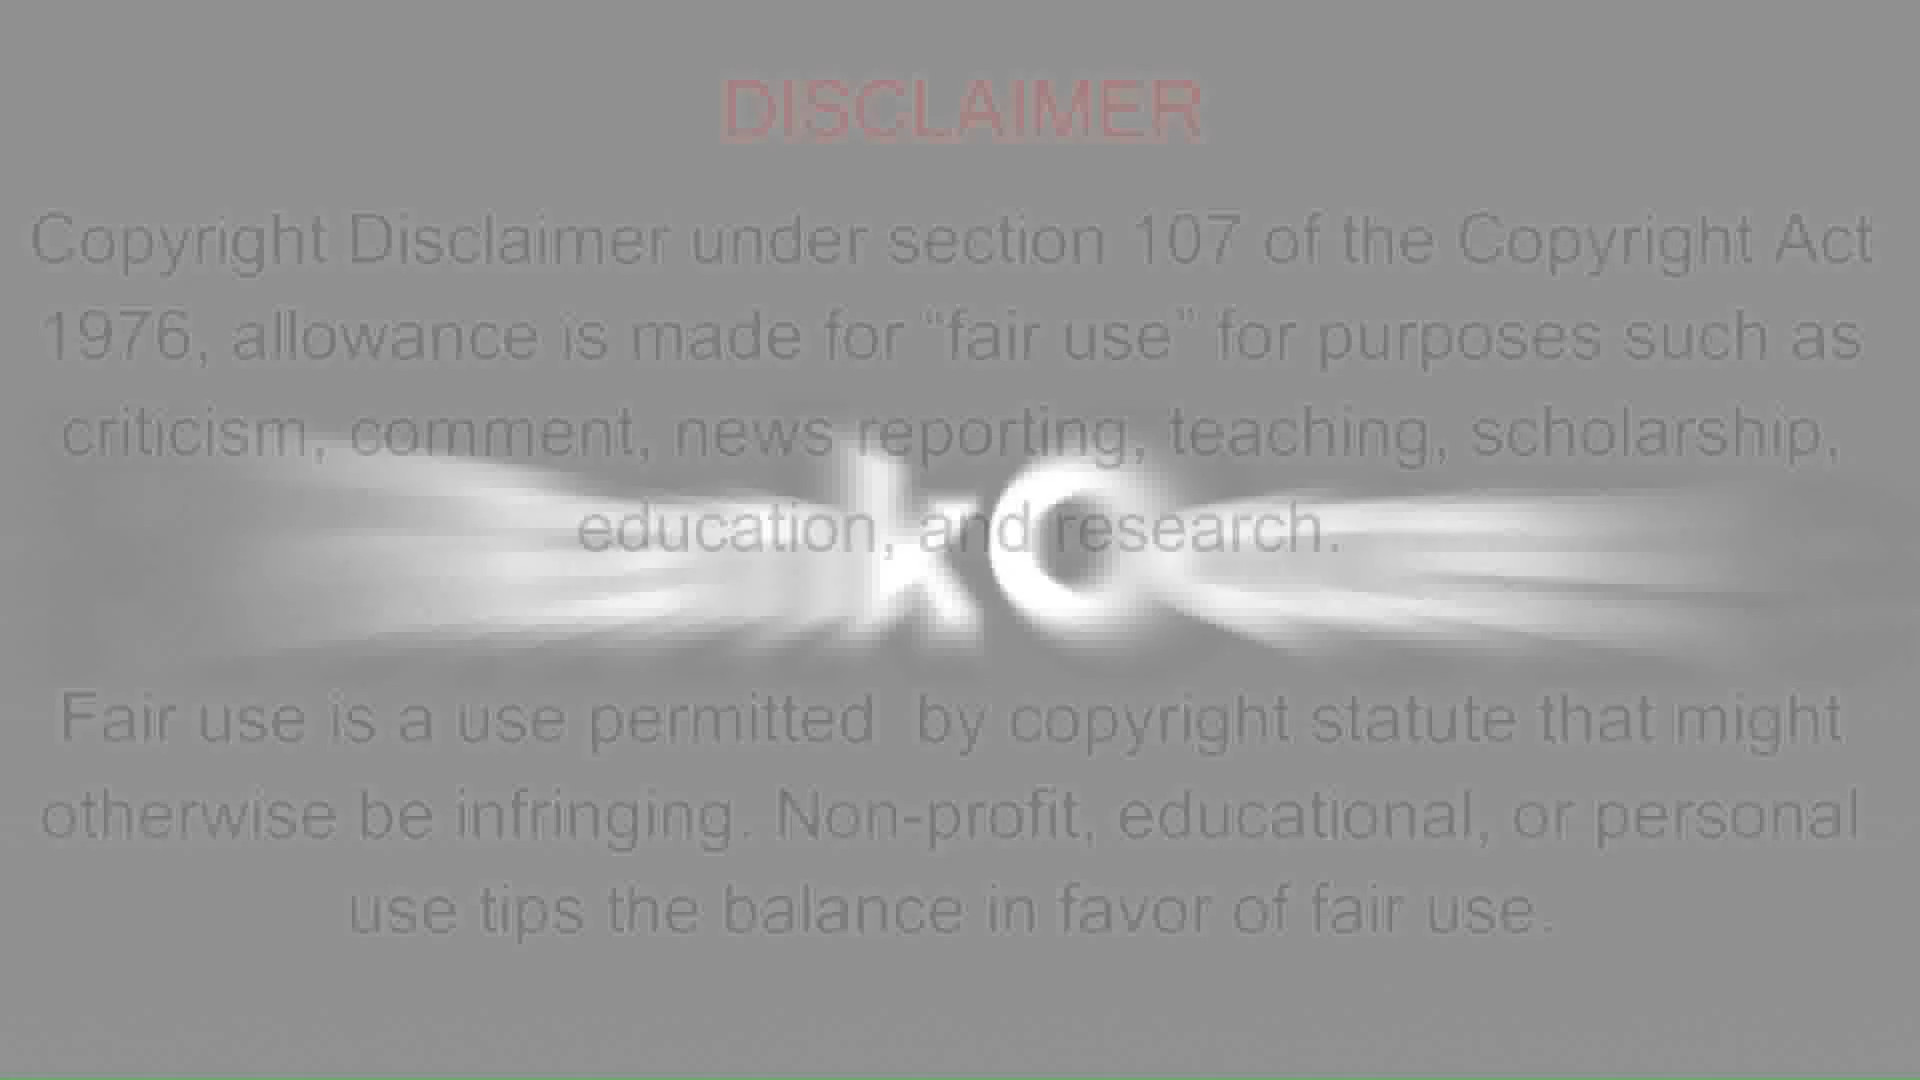 DISCLAIMER
Copyright Disclaimer under section 107 of the Copyright Act
1976, allowance is made for “fair use” for purposes such as
criticism, comment, news reporting, teaching, scholarship,
education, and research.
Fair use is a use permitted  by copyright statute that might
otherwise be infringing. Non-profit, educational, or personal
use tips the balance in favor of fair use.